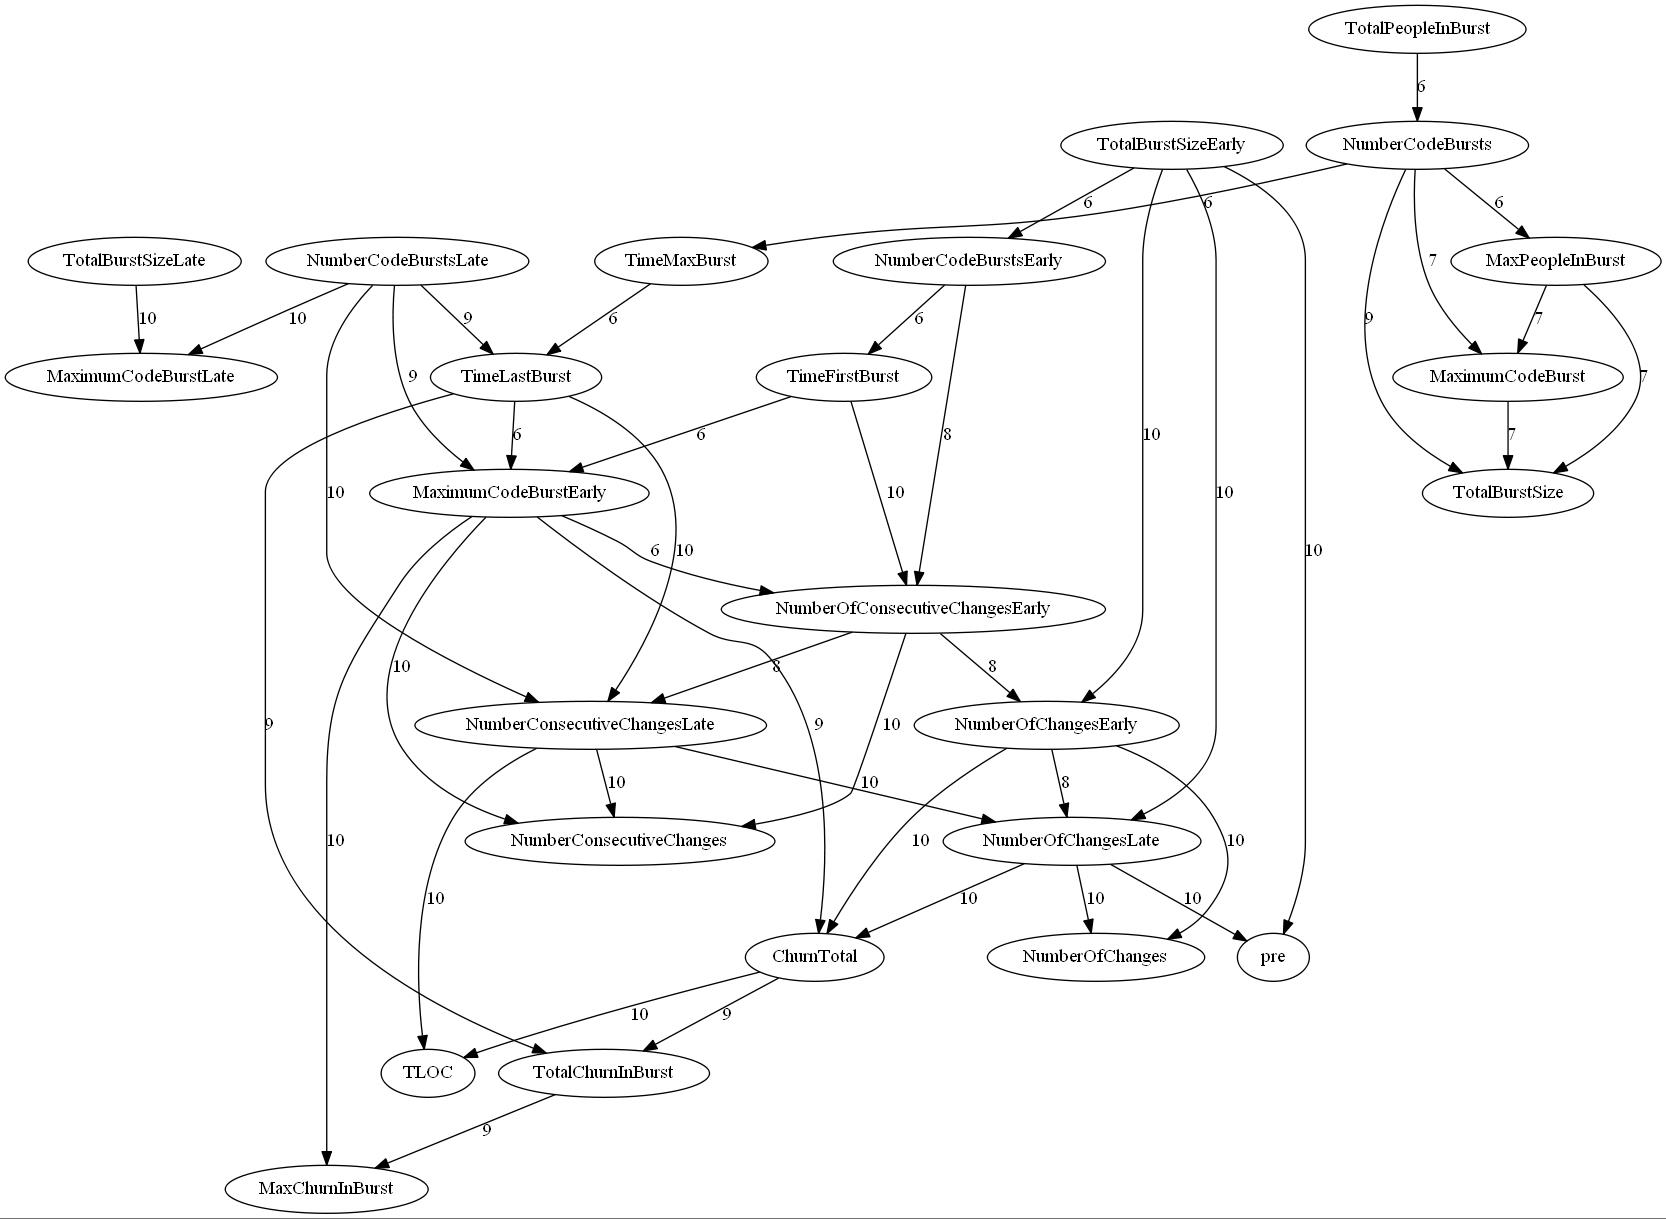 TotalPeopleInBurst
6
TotalBurstSizeEarly
NumberCodeBursts
6
6
6
TotalBurstSizeLate
NumberCodeBurstsLate
TimeMaxBurst
NumberCodeBurstsEarly
MaxPeopleInBurst
7
10
10
9
6
6
9
7
MaximumCodeBurstLate
TimeLastBurst
TimeFirstBurst
MaximumCodeBurst
9
7
6
6
8
10
7
MaximumCodeBurstEarly
TotalBurstSize
10
10
10
6
10
10
NumberOfConsecutiveChangesEarly
10
8
8
9
NumberConsecutiveChangesLate
NumberOfChangesEarly
9
10
10
10
8
NumberConsecutiveChanges
NumberOfChangesLate
10
10
10
10
10
10
10
ChurnTotal
NumberOfChanges
pre
10
9
TLOC
TotalChurnInBurst
9
MaxChurnInBurst